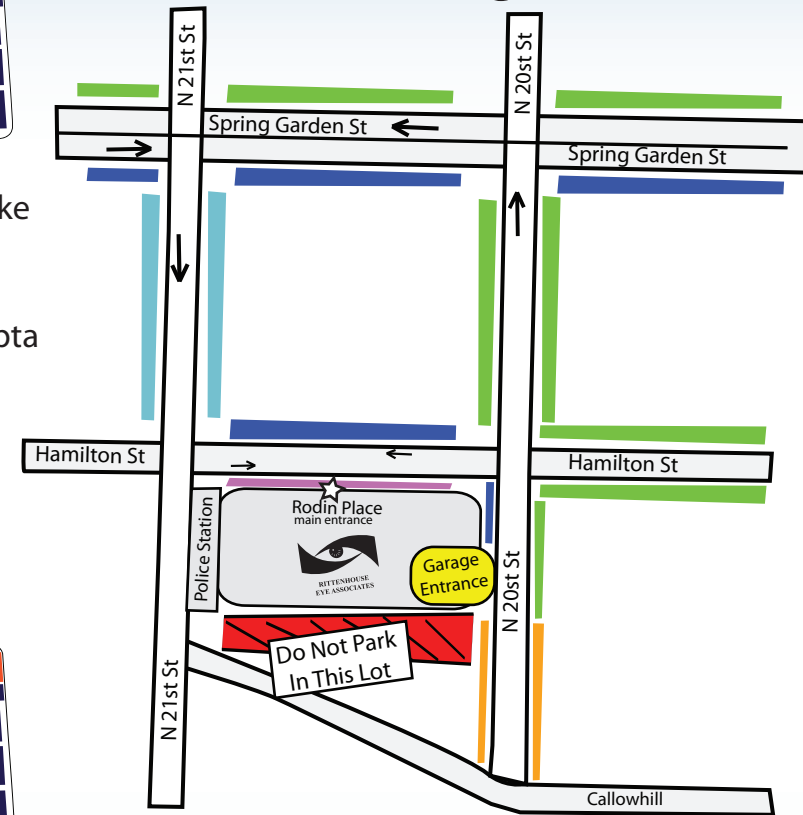 N 21st St
N 20st St
Spring Garden St
Spring Garden St
ke
ota
Hamilton St
Hamilton St
Rodin Place
main entrance
Police Station
RITTENHOUSE
EYE ASSOCIATES
Garage
Entrance
N 20st St
Do Not Park
In This Lot
N 21st St
Callowhill